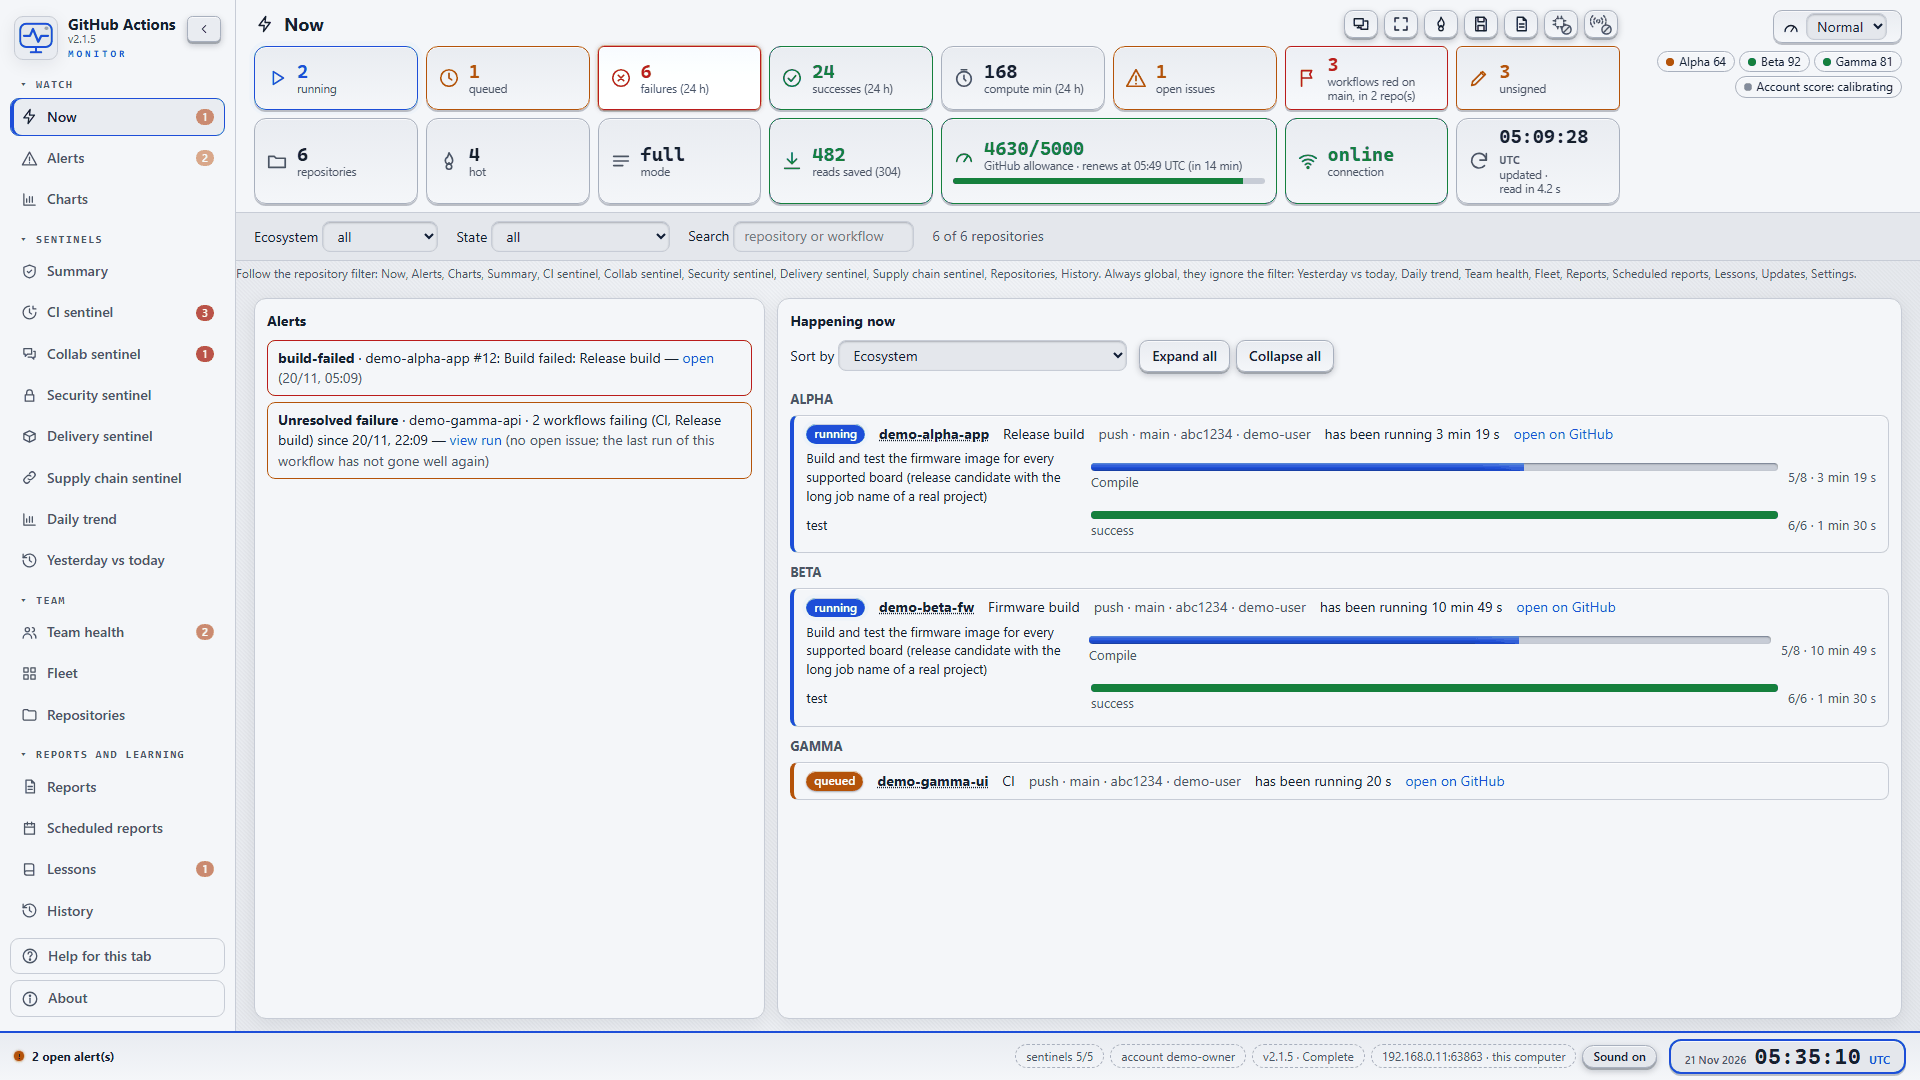 GitHub Actions
v2.1.5
MONITOR
WATCH
Now 1
Alerts 2
Charts
SENTINELS
Summary
CI sentinel 3
Collab sentinel 1
Security sentinel
Delivery sentinel
Supply chain sentinel
Daily trend
Yesterday vs today
TEAM
Team health 2
Fleet
Repositories
REPORTS AND LEARNING
Reports
Scheduled reports
Lessons 1
History
Help for this tab
About
Now
Normal
Alpha 64
Beta 92
Gamma 81
Account score: calibrating
2
running
1
queued
6
failures (24 h)
24
successes (24 h)
168
compute min (24 h)
1
open issues
3
workflows red on
main, in 2 repo(s)
3
unsigned
6
repositories
4
hot
full
mode
482
reads saved (304)
4630/5000
GitHub allowance · renews at 05:49 UTC (in 14 min)
online
connection
05:09:28
UTC
updated ·
read in 4.2 s
Ecosystem all State all Search repository or workflow 6 of 6 repositories
Follow the repository filter: Now, Alerts, Charts, Summary, CI sentinel, Collab sentinel, Security sentinel, Delivery sentinel, Supply chain sentinel, Repositories, History. Always global, they ignore the filter: Yesterday vs today, Daily trend, Team health, Fleet, Reports, Scheduled reports, Lessons, Updates, Settings.
Alerts
build-failed · demo-alpha-app #12: Build failed: Release build — open
(20/11, 05:09)
Unresolved failure · demo-gamma-api · 2 workflows failing (CI, Release
build) since 20/11, 22:09 — view run (no open issue; the last run of this
workflow has not gone well again)
Happening now
Sort by Ecosystem Expand all Collapse all
ALPHA
running demo-alpha-app Release build push · main · abc1234 · demo-user has been running 3 min 19 s open on GitHub
Build and test the firmware image for every
supported board (release candidate with the
long job name of a real project)
Compile
5/8 · 3 min 19 s
test
success
6/6 · 1 min 30 s
BETA
running demo-beta-fw Firmware build push · main · abc1234 · demo-user has been running 10 min 49 s open on GitHub
Build and test the firmware image for every
supported board (release candidate with the
long job name of a real project)
Compile
5/8 · 10 min 49 s
test
success
6/6 · 1 min 30 s
GAMMA
queued demo-gamma-ui CI push · main · abc1234 · demo-user has been running 20 s open on GitHub
2 open alert(s)
sentinels 5/5
account demo-owner
v2.1.5 · Complete
192.168.0.11:63863 · this computer
Sound on
21 Nov 2026 05:35:10 UTC